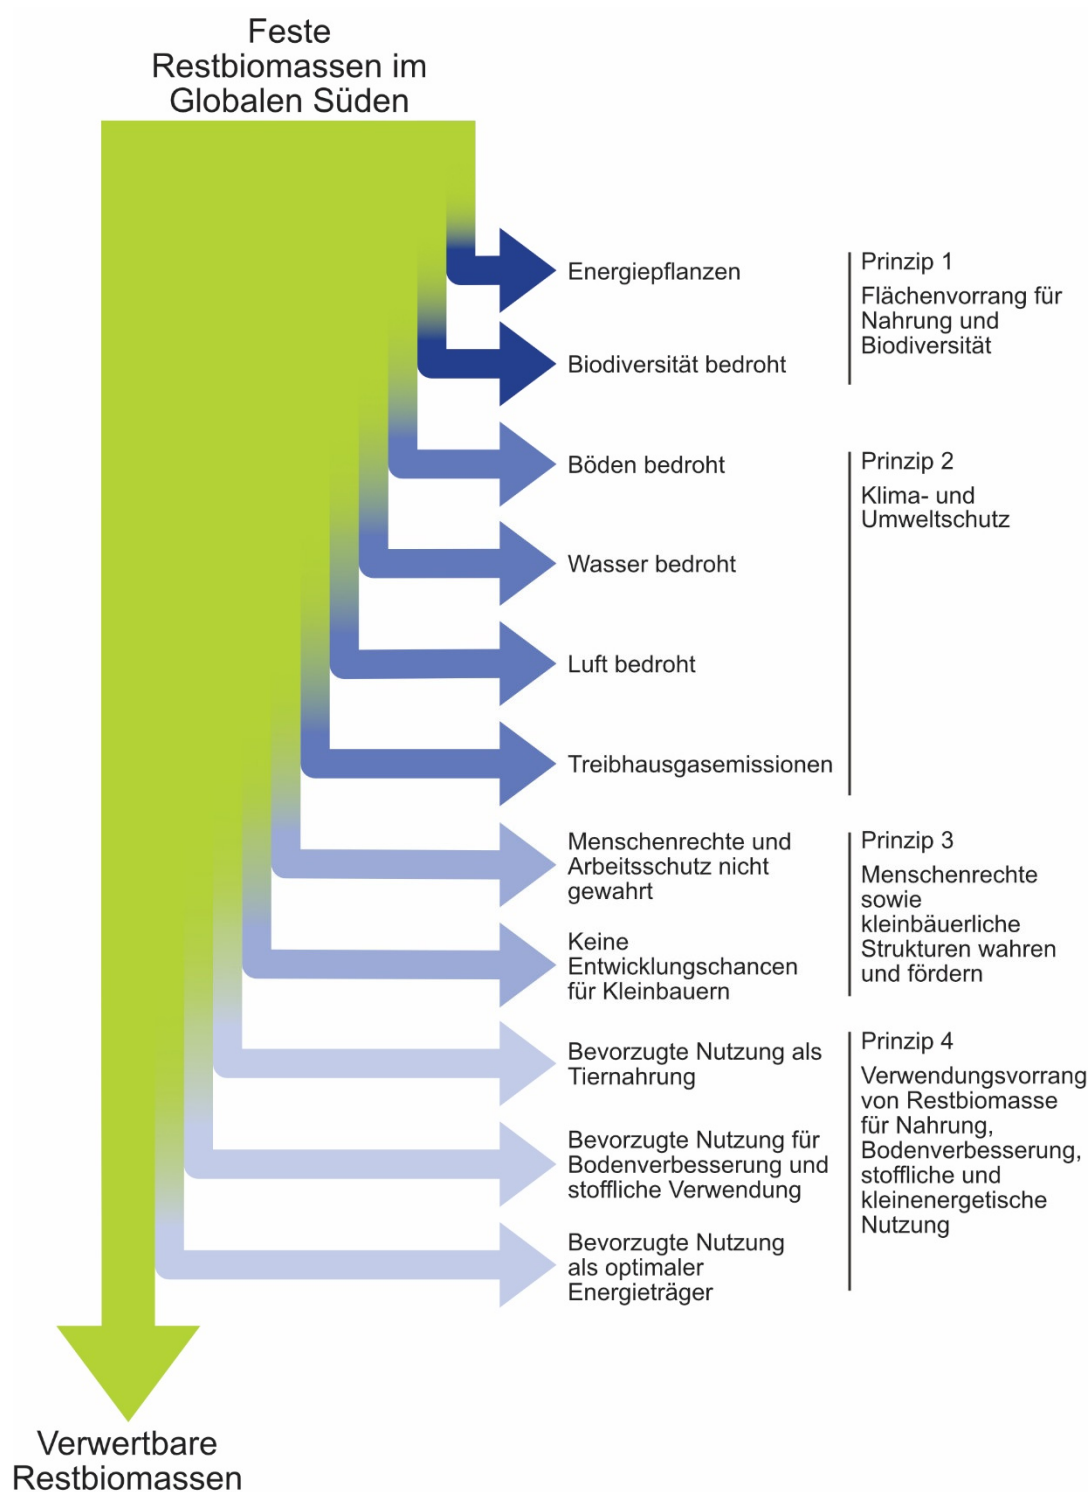 Feste
Restbiomassen im
Globalen Süden
Energiepflanzen
Biodiversität bedroht
Prinzip 1
Flächenvorrang für
Nahrung und
Biodiversität
Böden bedroht
Wasser bedroht
Luft bedroht
Treibhausgasemissionen
Prinzip 2
Klima- und
Umweltschutz
Menschenrechte und
Arbeitsschutz nicht
gewahrt
Keine
Entwicklungschancen
für Kleinbauern
Prinzip 3
Menschenrechte
sowie
kleinbäuerliche
Strukturen wahren
und fördern
Bevorzugte Nutzung als
Tiernahrung
Bevorzugte Nutzung für
Bodenverbesserung und
stoffliche Verwendung
Bevorzugte Nutzung
als optimaler
Energieträger
Prinzip 4
Verwendungsvorrang
von Restbiomasse
für Nahrung,
Bodenverbesserung,
stoffliche und
kleinenergetische
Nutzung
Verwertbare
Restbiomassen